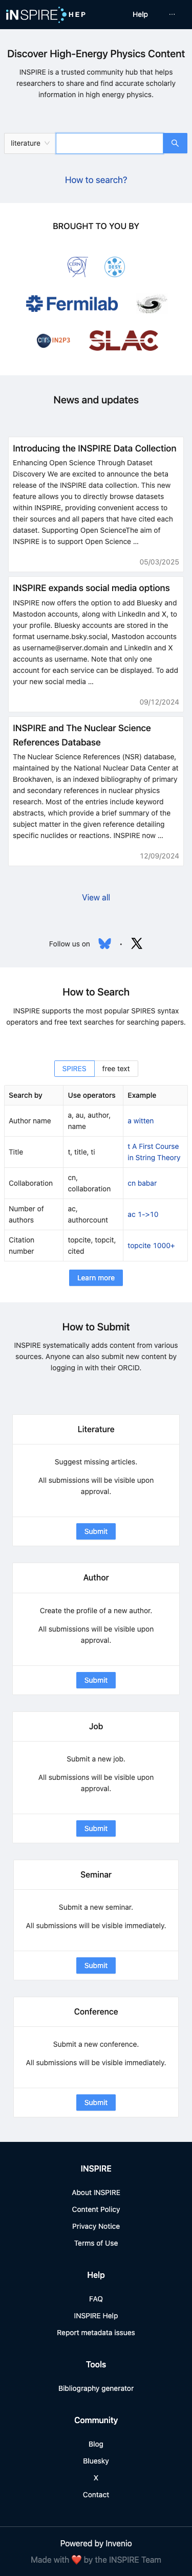 iNSPIRE HEP
Help
...
Discover High-Energy Physics Content
INSPIRE is a trusted community hub that helps
researchers to share and find accurate scholarly
information in high energy physics.
literature
How to search?
BROUGHT TO YOU BY
CERN
DESY
Fermilab
CNRS IN2P3
SLAC
News and updates
Introducing the INSPIRE Data Collection
Enhancing Open Science Through Dataset
Discovery We are excited to announce the beta
release of the INSPIRE data collection. This new
feature allows you to directly browse datasets
within INSPIRE, providing convenient access to
their sources and all papers that have cited each
dataset. Supporting Open ScienceThe aim of
INSPIRE is to support Open Science ...
05/03/2025
INSPIRE expands social media options
INSPIRE now offers the option to add Bluesky and
Mastodon accounts, along with LinkedIn and X, to
your profile. Bluesky accounts are stored in the
format username.bsky.social, Mastodon accounts
as username@server.domain and LinkedIn and X
accounts as username. Note that only one
account for each service can be displayed. To add
your new social media ...
09/12/2024
INSPIRE and The Nuclear Science
References Database
The Nuclear Science References (NSR) database,
maintained by the National Nuclear Data Center at
Brookhaven, is an indexed bibliography of primary
and secondary references in nuclear physics
research. Most of the entries include keyword
abstracts, which provide a brief summary of the
subject matter in the given reference detailing
specific nuclides or reactions. INSPIRE now ...
12/09/2024
View all
Follow us on
How to Search
INSPIRE supports the most popular SPIRES syntax
operators and free text searches for searching papers.
SPIRES free text
Search by Use operators Example
Author name a, au, author, name a witten
Title t, title, ti t A First Course in String Theory
Collaboration cn, collaboration cn babar
Number of authors ac, authorcount ac 1->10
Citation number topcite, topcit, cited topcite 1000+
Learn more
How to Submit
INSPIRE systematically adds content from various
sources. Anyone can also submit new content by
logging in with their ORCID.
Literature
Suggest missing articles.
All submissions will be visible upon
approval.
Submit
Author
Create the profile of a new author.
All submissions will be visible upon
approval.
Submit
Job
Submit a new job.
All submissions will be visible upon
approval.
Submit
Seminar
Submit a new seminar.
All submissions will be visible immediately.
Submit
Conference
Submit a new conference.
All submissions will be visible immediately.
Submit
INSPIRE
About INSPIRE
Content Policy
Privacy Notice
Terms of Use
Help
FAQ
INSPIRE Help
Report metadata issues
Tools
Bibliography generator
Community
Blog
Bluesky
X
Contact
Powered by Invenio
Made with ❤️ by the INSPIRE Team